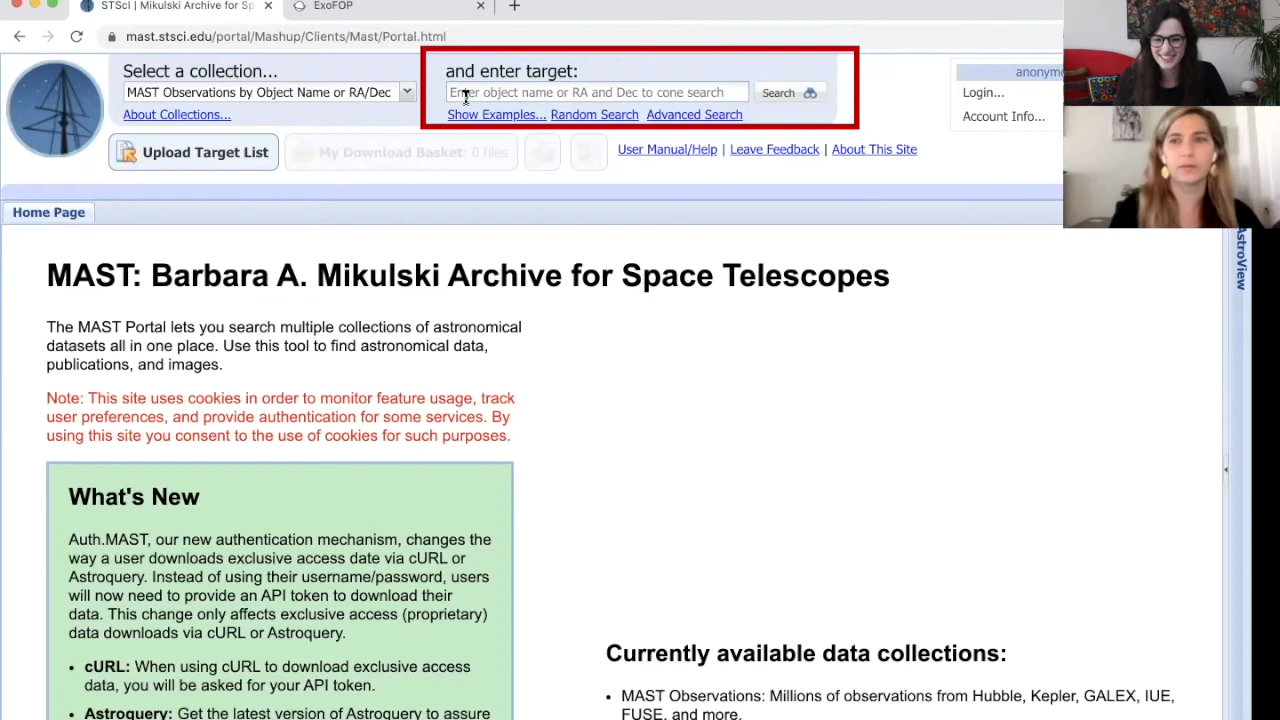 STScI | Mikulski Archive for Sp
ExoFOP
mast.stsci.edu/portal/Mashup/Clients/Mast/Portal.html
Select a collection...
and enter target:
MAST Observations by Object Name or RA/Dec
Enter object name or RA and Dec to cone search
Search
About Collections...
Show Examples... Random Search Advanced Search
anonymo
Login...
Account Info...
Upload Target List
My Download Basket: 0 files
User Manual/Help | Leave Feedback | About This Site
Home Page
AstroView
MAST: Barbara A. Mikulski Archive for Space Telescopes
The MAST Portal lets you search multiple collections of astronomical
datasets all in one place. Use this tool to find astronomical data,
publications, and images.
Note: This site uses cookies in order to monitor feature usage, track
user preferences, and provide authentication for some services. By
using this site you consent to the use of cookies for such purposes.
What's New
Auth.MAST, our new authentication mechanism, changes the
way a user downloads exclusive access date via cURL or
Astroquery. Instead of using their username/password, users
will now need to provide an API token to download their
data. This change only affects exclusive access (proprietary)
data downloads via cURL or Astroquery.
• cURL: When using cURL to download exclusive access
data, you will be asked for your API token.
• Astroquery: Get the latest version of Astroquery to assure
Currently available data collections:
• MAST Observations: Millions of observations from Hubble, Kepler, GALEX, IUE,
FUSE, and more.